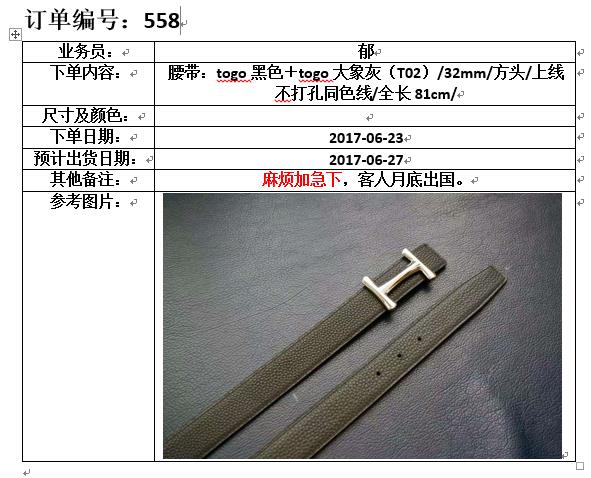 订单编号：558
业务员： 郁
下单内容： 腰带：togo 黑色＋togo 大象灰（T02）/32mm/方头/上线
不打孔同色线/全长 81cm/
尺寸及颜色：
下单日期： 2017-06-23
预计出货日期： 2017-06-27
其他备注： 麻烦加急下，客人月底出国。
参考图片：